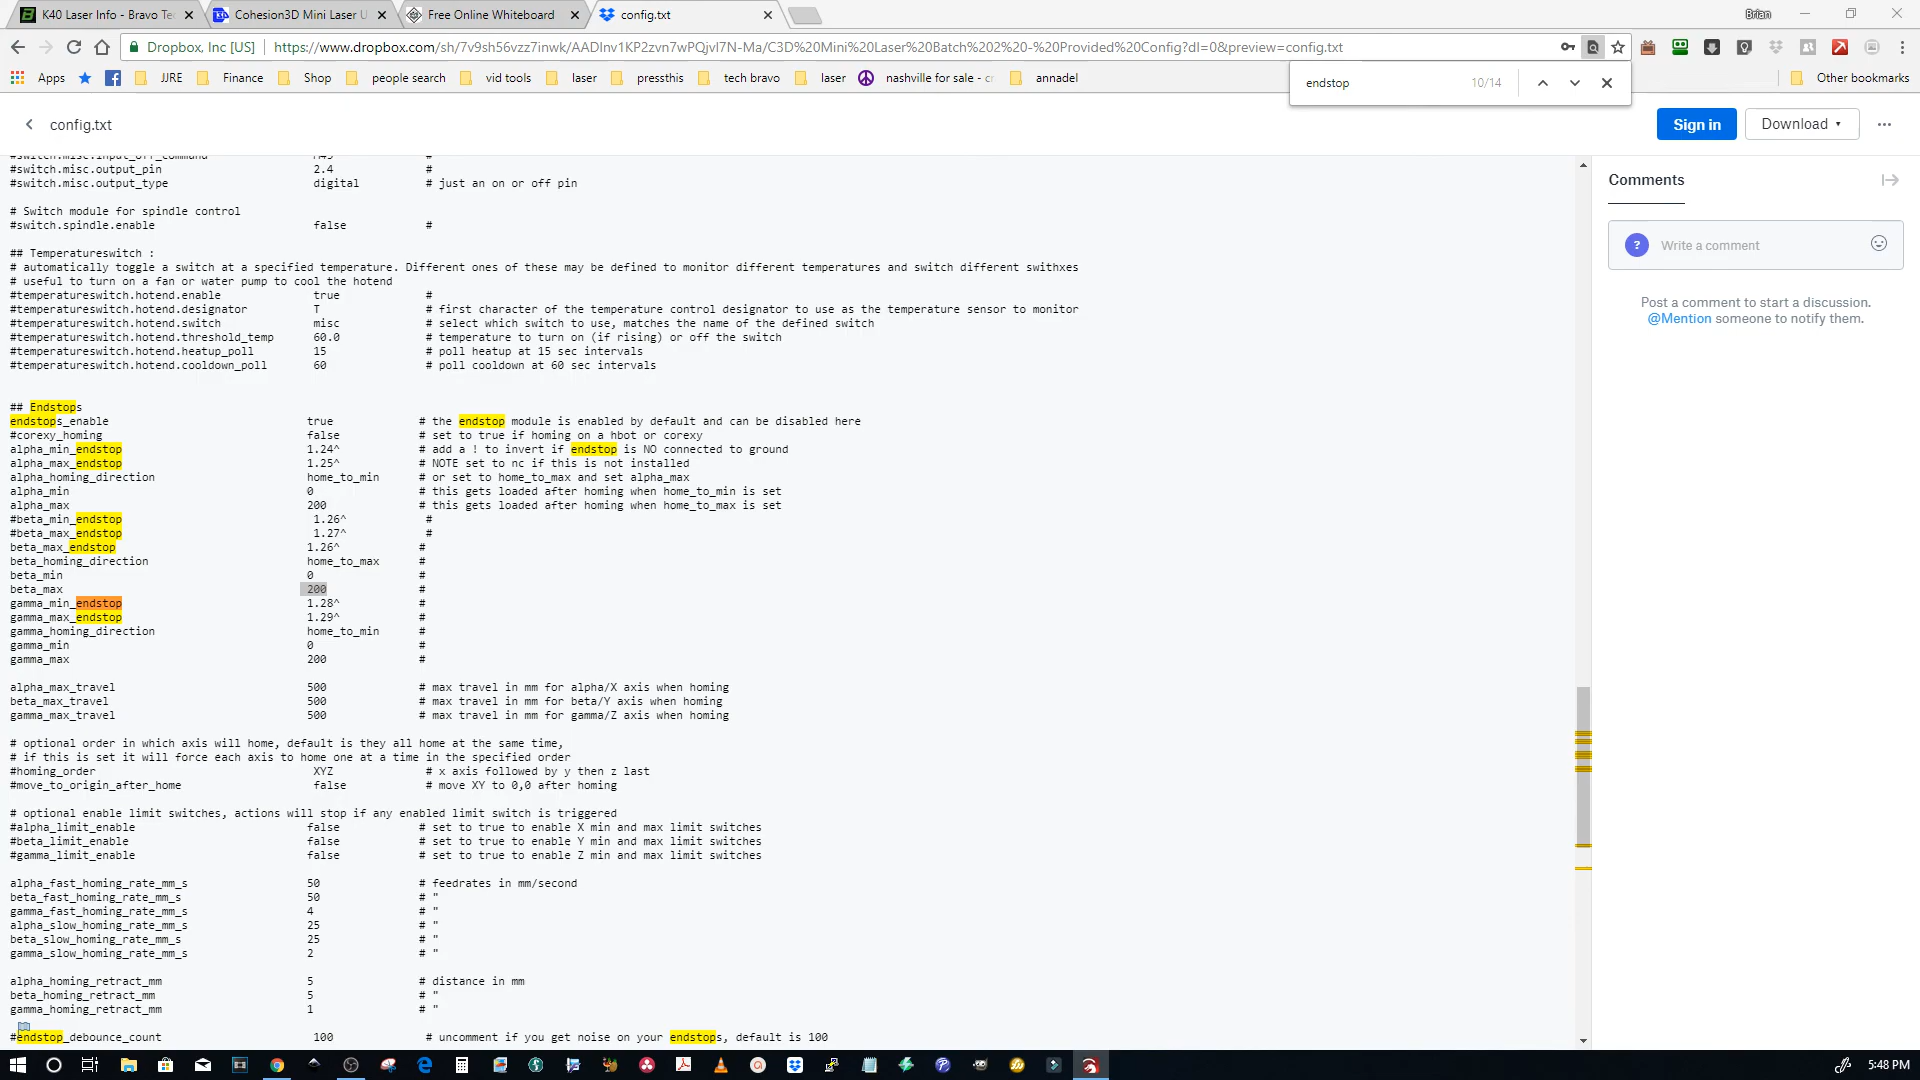 K40 Laser Info - Bravo Te
Cohesion3D Mini Laser U
Free Online Whiteboard
config.txt
Brian
Dropbox, Inc [US]
https://www.dropbox.com/sh/7v9sh56vzz7inwk/AADInv1KP2zvn7wPQjvI7N-Ma/C3D%20Mini%20Laser%20Batch%202%20-%20Provided%20Config?dl=0&preview=config.txt
Apps
JJRE
Finance
Shop
people search
vid tools
laser
pressthis
tech bravo
laser
nashville for sale - c
annadel
Other bookmarks
endstop
10/14
config.txt
Sign in
Download
#switch.misc.input_off_command M45 #
#switch.misc.output_pin 2.4 #
#switch.misc.output_type digital # just an on or off pin
# Switch module for spindle control
#switch.spindle.enable false #
## Temperatureswitch :
# automatically toggle a switch at a specified temperature. Different ones of these may be defined to monitor different temperatures and switch different swithxes
# useful to turn on a fan or water pump to cool the hotend
#temperatureswitch.hotend.enable true #
#temperatureswitch.hotend.designator T # first character of the temperature control designator to use as the temperature sensor to monitor
#temperatureswitch.hotend.switch misc # select which switch to use, matches the name of the defined switch
#temperatureswitch.hotend.threshold_temp 60.0 # temperature to turn on (if rising) or off the switch
#temperatureswitch.hotend.heatup_poll 15 # poll heatup at 15 sec intervals
#temperatureswitch.hotend.cooldown_poll 60 # poll cooldown at 60 sec intervals
## Endstops
endstops_enable true # the endstop module is enabled by default and can be disabled here
#corexy_homing false # set to true if homing on a hbot or corexy
alpha_min_endstop 1.24^ # add a ! to invert if endstop is NO connected to ground
alpha_max_endstop 1.25^ # NOTE set to nc if this is not installed
alpha_homing_direction home_to_min # or set to home_to_max and set alpha_max
alpha_min 0 # this gets loaded after homing when home_to_min is set
alpha_max 200 # this gets loaded after homing when home_to_max is set
#beta_min_endstop 1.26^ #
#beta_max_endstop 1.27^ #
beta_max_endstop 1.26^ #
beta_homing_direction home_to_max #
beta_min 0 #
beta_max 200 #
gamma_min_endstop 1.28^ #
gamma_max_endstop 1.29^ #
gamma_homing_direction home_to_min #
gamma_min 0 #
gamma_max 200 #
alpha_max_travel 500 # max travel in mm for alpha/X axis when homing
beta_max_travel 500 # max travel in mm for beta/Y axis when homing
gamma_max_travel 500 # max travel in mm for gamma/Z axis when homing
# optional order in which axis will home, default is they all home at the same time,
# if this is set it will force each axis to home one at a time in the specified order
#homing_order XYZ # x axis followed by y then z last
#move_to_origin_after_home false # move XY to 0,0 after homing
# optional enable limit switches, actions will stop if any enabled limit switch is triggered
#alpha_limit_enable false # set to true to enable X min and max limit switches
#beta_limit_enable false # set to true to enable Y min and max limit switches
#gamma_limit_enable false # set to true to enable Z min and max limit switches
alpha_fast_homing_rate_mm_s 50 # feedrates in mm/second
beta_fast_homing_rate_mm_s 50 # "
gamma_fast_homing_rate_mm_s 4 # "
alpha_slow_homing_rate_mm_s 25 # "
beta_slow_homing_rate_mm_s 25 # "
gamma_slow_homing_rate_mm_s 2 # "
alpha_homing_retract_mm 5 # distance in mm
beta_homing_retract_mm 5 # "
gamma_homing_retract_mm 1 # "
#endstop_debounce_count 100 # uncomment if you get noise on your endstops, default is 100
Comments
? Write a comment
Post a comment to start a discussion.
@Mention someone to notify them.
5:48 PM